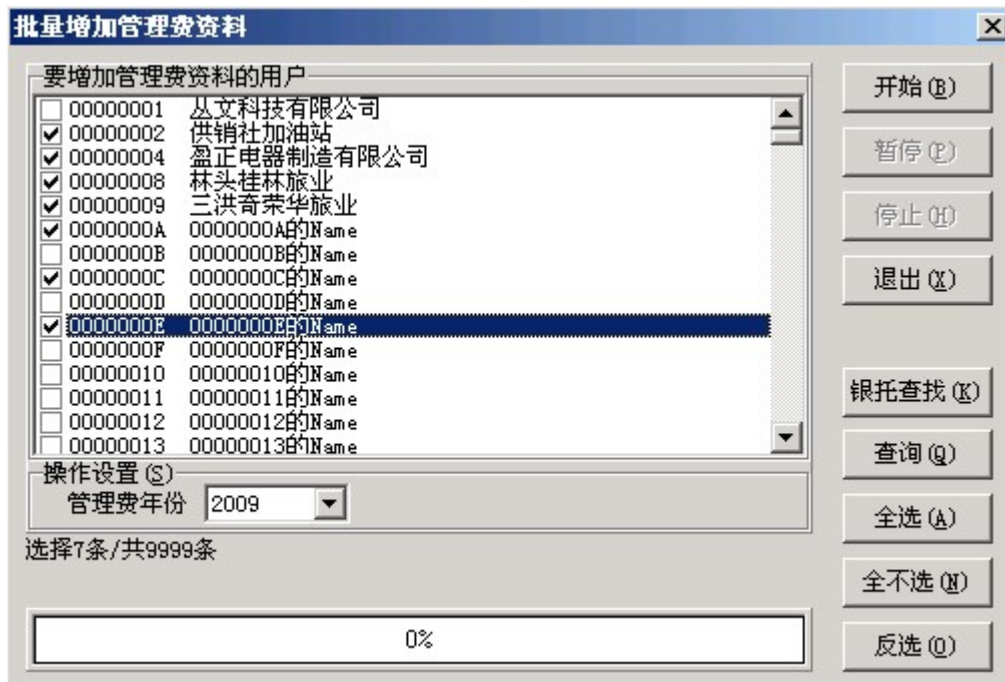 批量增加管理费资料
要增加管理费资料的用户
00000001 丛文科技有限公司
00000002 供销社加油站
00000004 盈正电器制造有限公司
00000008 林头桂林旅业
00000009 三洪奇荣华旅业
0000000A 0000000A的Name
0000000B 0000000B的Name
0000000C 0000000C的Name
0000000D 0000000D的Name
0000000E 0000000E的Name
0000000F 0000000F的Name
00000010 00000010的Name
00000011 00000011的Name
00000012 00000012的Name
00000013 00000013的Name
操作设置(S)
管理费年份 2009
选择7条/共9999条
0%
开始(B)
暂停(P)
停止(H)
退出(X)
银托查找(K)
查询(Q)
全选(A)
全不选(N)
反选(O)